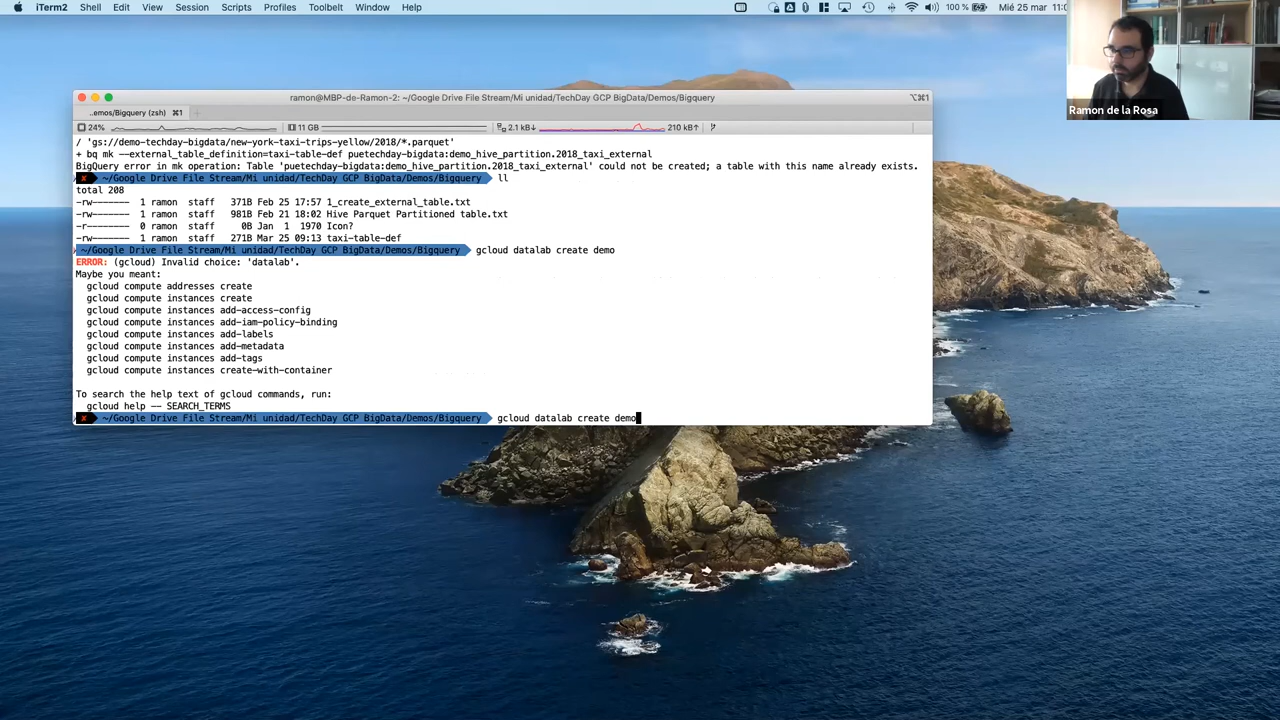 iTerm2 Shell Edit View Session Scripts Profiles Toolbelt Window Help 100 % Mié 25 mar 11:0
Ramon de la Rosa
ramon@MBP-de-Ramon-2: ~/Google Drive File Stream/Mi unidad/TechDay GCP BigData/Demos/Bigquery ⌥⌘1
..emos/Bigquery (zsh) ⌘1
24% 11 GB 2.1 kB↓ 210 kB↑
/ 'gs://demo-techday-bigdata/new-york-taxi-trips-yellow/2018/*.parquet'
+ bq mk --external_table_definition=taxi-table-def puetechday-bigdata:demo_hive_partition.2018_taxi_external
BigQuery error in mk operation: Table 'puetechday-bigdata:demo_hive_partition.2018_taxi_external' could not be created; a table with this name already exists.
✘ ~/Google Drive File Stream/Mi unidad/TechDay GCP BigData/Demos/Bigquery ll
total 208
-rw------- 1 ramon staff 371B Feb 25 17:57 1_create_external_table.txt
-rw------- 1 ramon staff 981B Feb 21 18:02 Hive Parquet Partitioned table.txt
-r-------- 0 ramon staff 0B Jan 1 1970 Icon?
-rw------- 1 ramon staff 271B Mar 25 09:13 taxi-table-def
~/Google Drive File Stream/Mi unidad/TechDay GCP BigData/Demos/Bigquery gcloud datalab create demo
ERROR: (gcloud) Invalid choice: 'datalab'.
Maybe you meant:
gcloud compute addresses create
gcloud compute instances create
gcloud compute instances add-access-config
gcloud compute instances add-iam-policy-binding
gcloud compute instances add-labels
gcloud compute instances add-metadata
gcloud compute instances add-tags
gcloud compute instances create-with-container
To search the help text of gcloud commands, run:
gcloud help -- SEARCH_TERMS
✘ ~/Google Drive File Stream/Mi unidad/TechDay GCP BigData/Demos/Bigquery gcloud datalab create demo